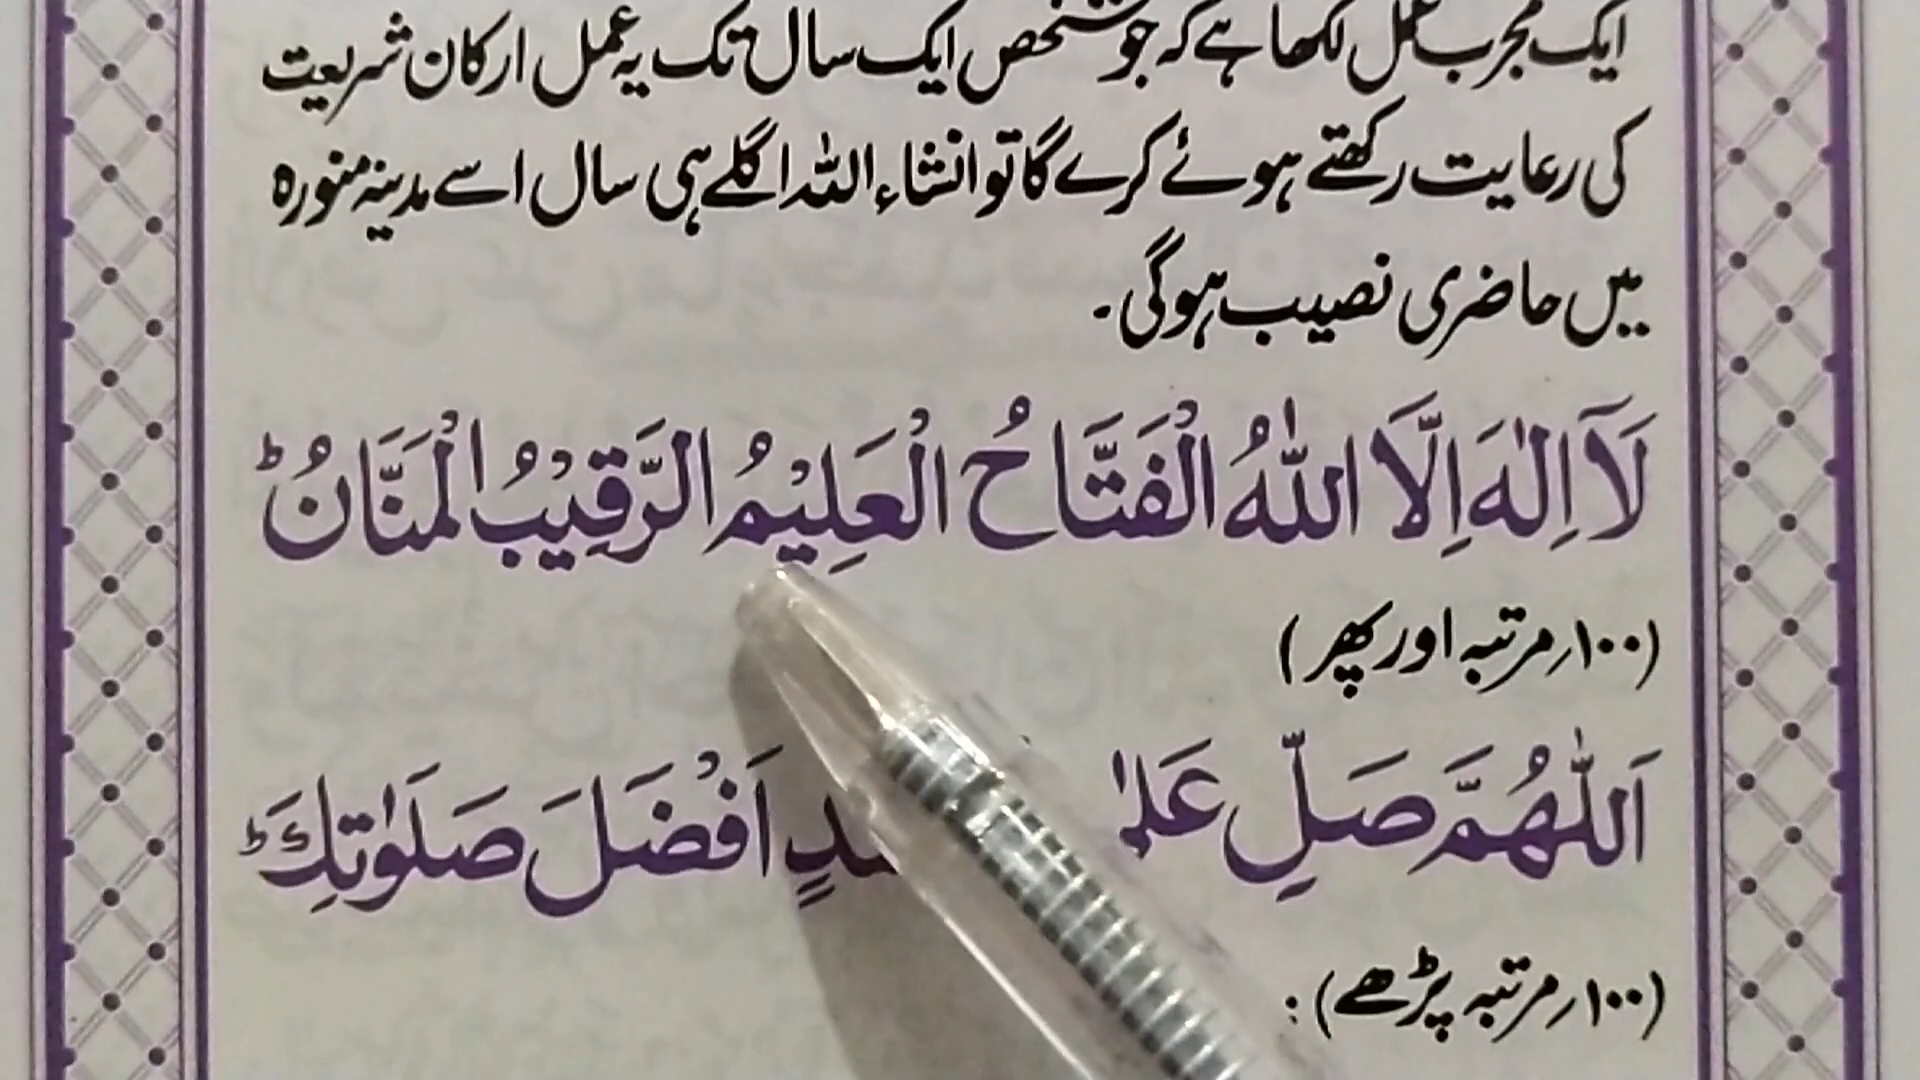 ایک مجرب عمل لکھا ہے کہ جو شخص ایک سال تک یہ عمل ارکان شریعت
کی رعایت رکھتے ہوئے کرے گا تو انشاء اللہ اگلے ہی سال اسے مدینہ منورہ
میں حاضری نصیب ہوگی۔
لَآ اِلٰهَ اِلَّا اللّٰهُ الْفَتَّاحُ الْعَلِيْمُ الرَّقِيْبُ الْمَنَّانُ ؕ
(۱۰۰؍مرتبہ اور پھر)
اَللّٰهُمَّ صَلِّ عَلٰى اَفْضَلَ صَلَوٰتِكَ ؕ
(۱۰۰؍مرتبہ پڑھے):